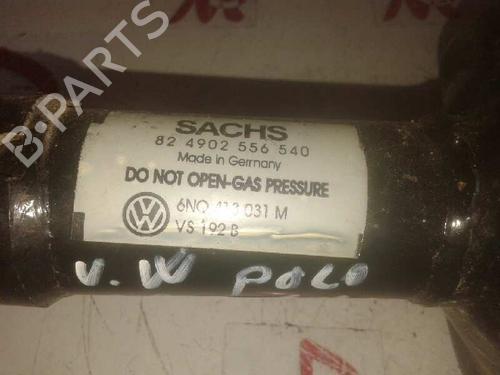 B-PARTS
SACHS
82 4902 556 540
Made in Germany
DO NOT OPEN-GAS PRESSURE
6NQ 413 031 M
VS 192 B
V.W POLO